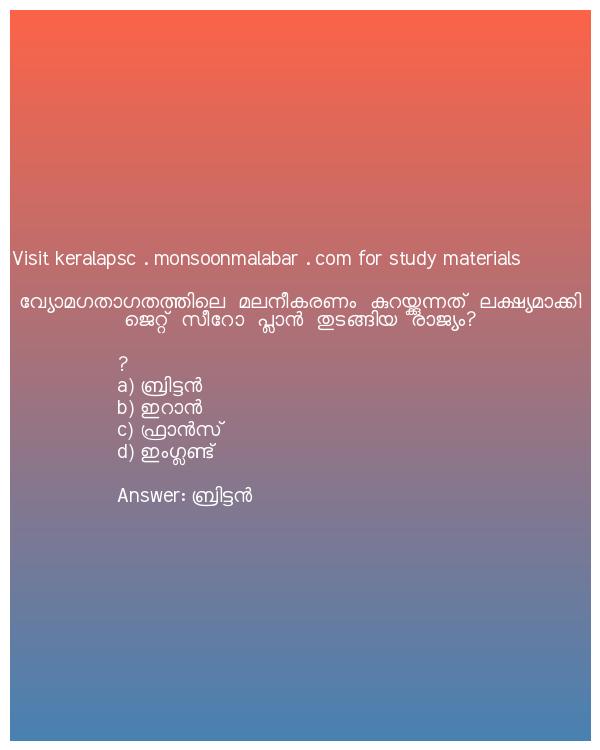 Visit keralapsc . monsoonmalabar . com for study materials
വ്യോമഗതാഗതത്തിലെ മലനീകരണം കുറയ്ക്കുന്നത് ലക്ഷ്യമാക്കി
ജെറ്റ് സീറോ പ്ലാൻ തുടങ്ങിയ രാജ്യം?
?
a) ബ്രിട്ടൻ
b) ഇറാൻ
c) ഫ്രാൻസ്
d) ഇംഗ്ലണ്ട്
Answer: ബ്രിട്ടൻ